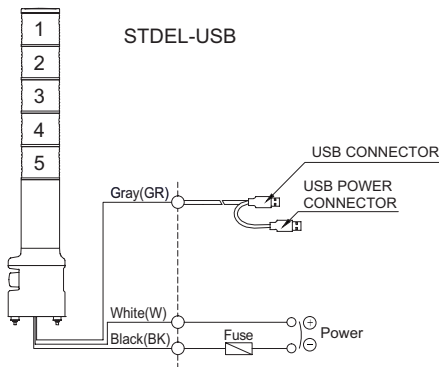 STDEL-USB
1
2
3
4
5
USB CONNECTOR
USB POWER
CONNECTOR
Gray(GR)
White(W)
Black(BK)
Fuse
+
Power
−